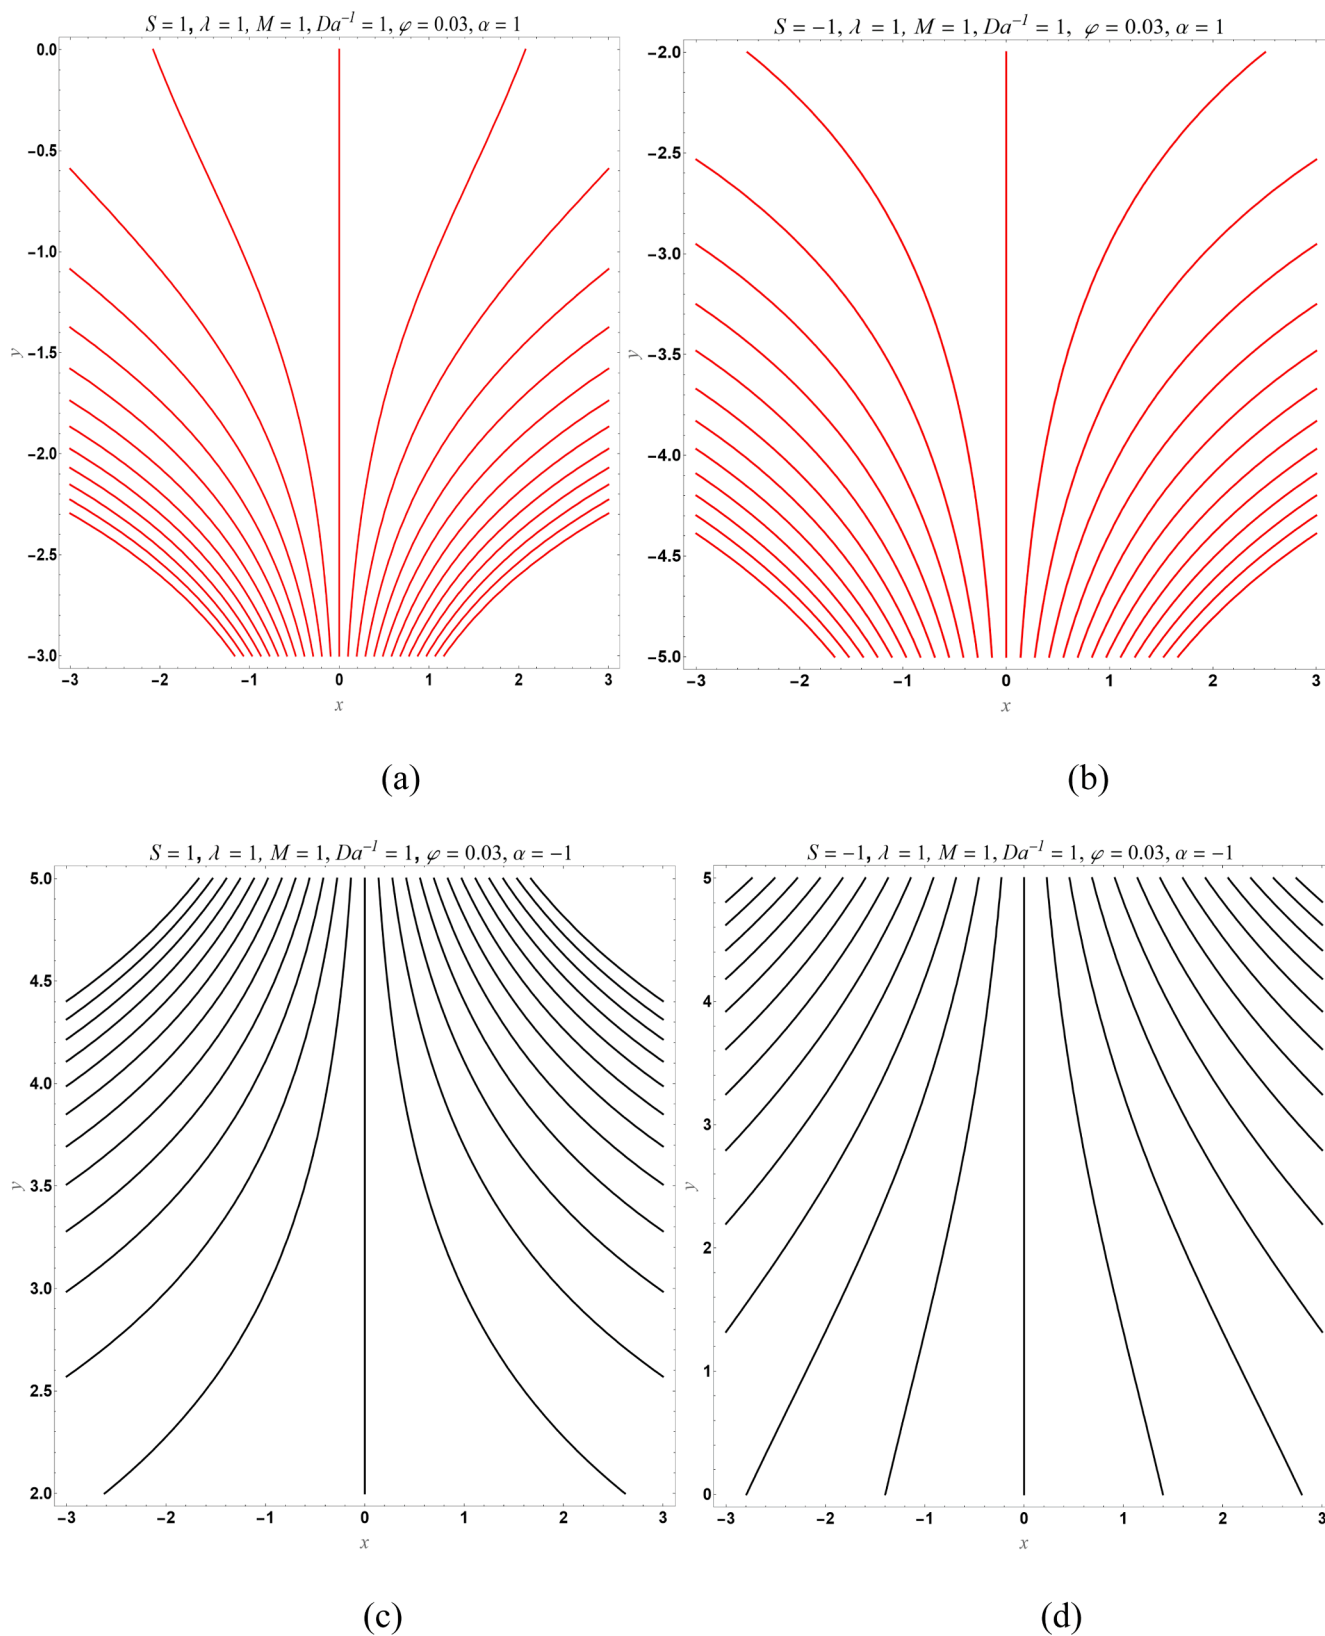 S = 1, λ = 1, M = 1, Da⁻¹ = 1, φ = 0.03, α = 1
0.0
−0.5
−1.0
−1.5
−2.0
−2.5
−3.0
y
−3 −2 −1 0 1 2 3
x
(a)
S = −1, λ = 1, M = 1, Da⁻¹ = 1, φ = 0.03, α = 1
−2.0
−2.5
−3.0
−3.5
−4.0
−4.5
−5.0
y
−3 −2 −1 0 1 2 3
x
(b)
S = 1, λ = 1, M = 1, Da⁻¹ = 1, φ = 0.03, α = −1
5.0
4.5
4.0
3.5
3.0
2.5
2.0
y
−3 −2 −1 0 1 2 3
x
(c)
S = −1, λ = 1, M = 1, Da⁻¹ = 1, φ = 0.03, α = −1
5
4
3
2
1
0
y
−3 −2 −1 0 1 2 3
x
(d)